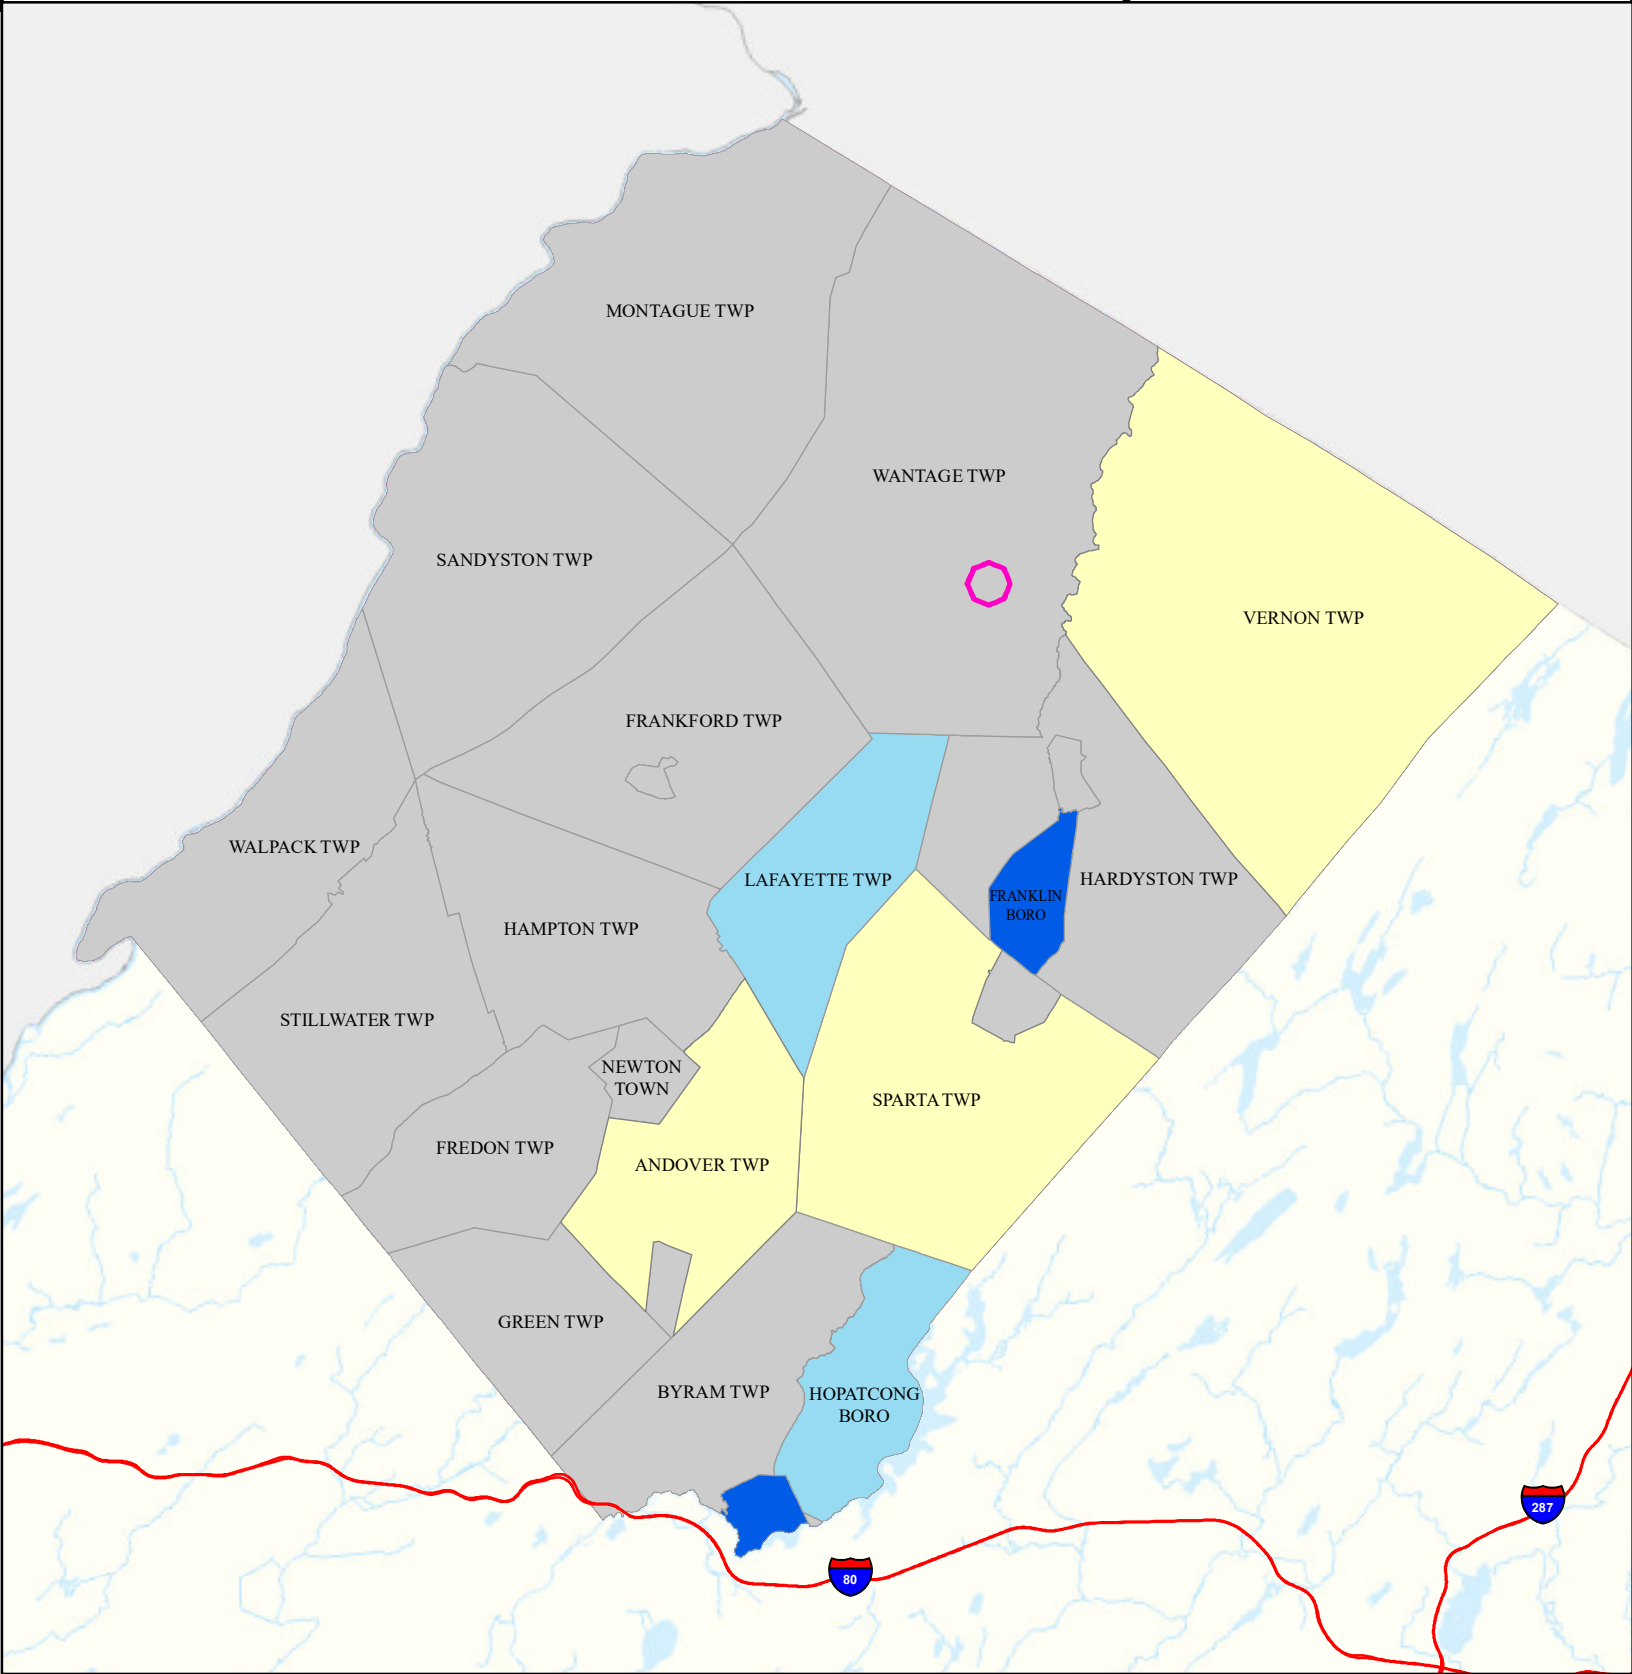 MONTAGUE TWP
WANTAGE TWP
SANDYSTON TWP
VERNON TWP
FRANKFORD TWP
WALPACK TWP
LAFAYETTE TWP
HARDYSTON TWP
FRANKLIN
BORO
HAMPTON TWP
STILLWATER TWP
NEWTON
TOWN
SPARTA TWP
FREDON TWP
ANDOVER TWP
GREEN TWP
BYRAM TWP
HOPATCONG
BORO
287
80